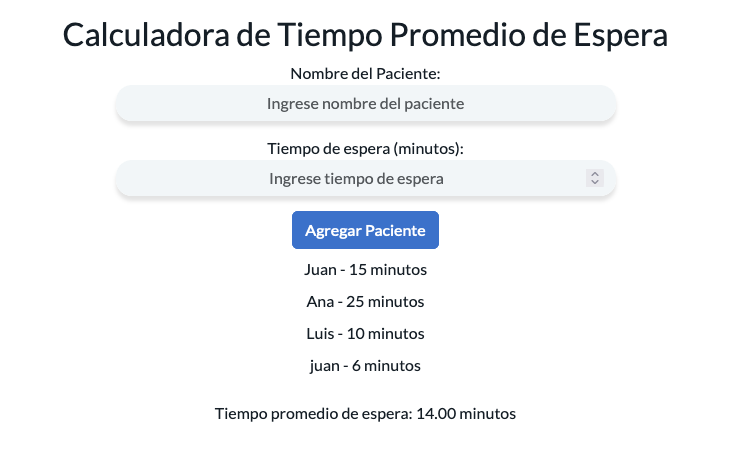 Calculadora de Tiempo Promedio de Espera
Nombre del Paciente:
Ingrese nombre del paciente
Tiempo de espera (minutos):
Ingrese tiempo de espera
Agregar Paciente
Juan - 15 minutos
Ana - 25 minutos
Luis - 10 minutos
juan - 6 minutos
Tiempo promedio de espera: 14.00 minutos